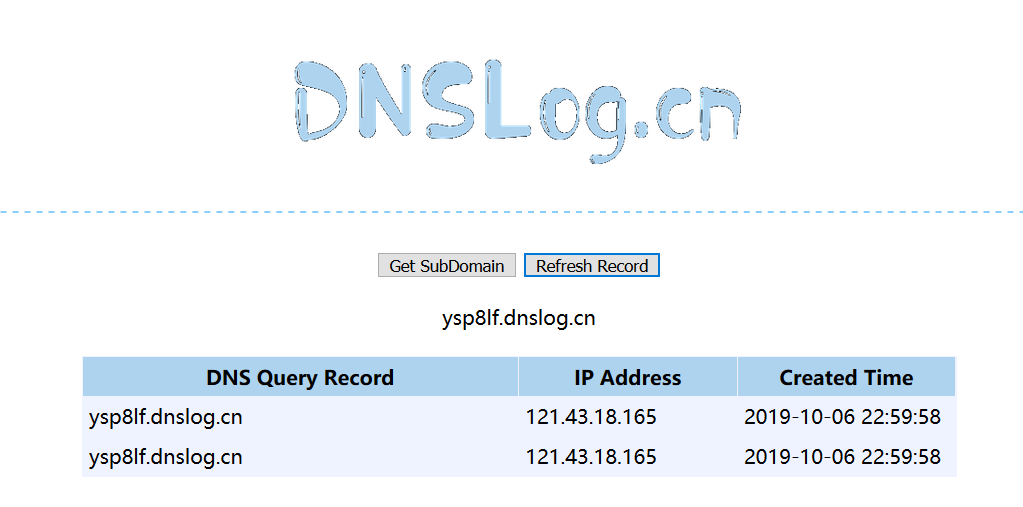 DNSLog.cn
Get SubDomain Refresh Record
ysp8lf.dnslog.cn
DNS Query Record IP Address Created Time
ysp8lf.dnslog.cn 121.43.18.165 2019-10-06 22:59:58
ysp8lf.dnslog.cn 121.43.18.165 2019-10-06 22:59:58